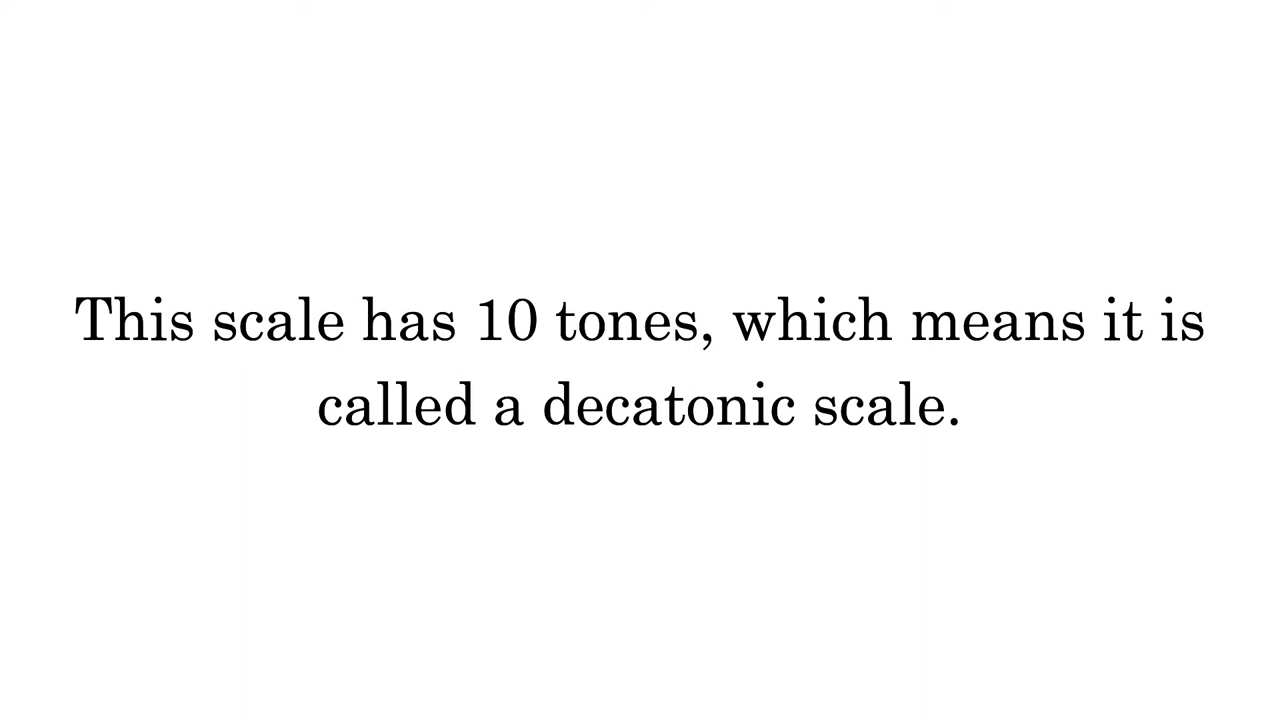 This scale has 10 tones, which means it is
called a decatonic scale.